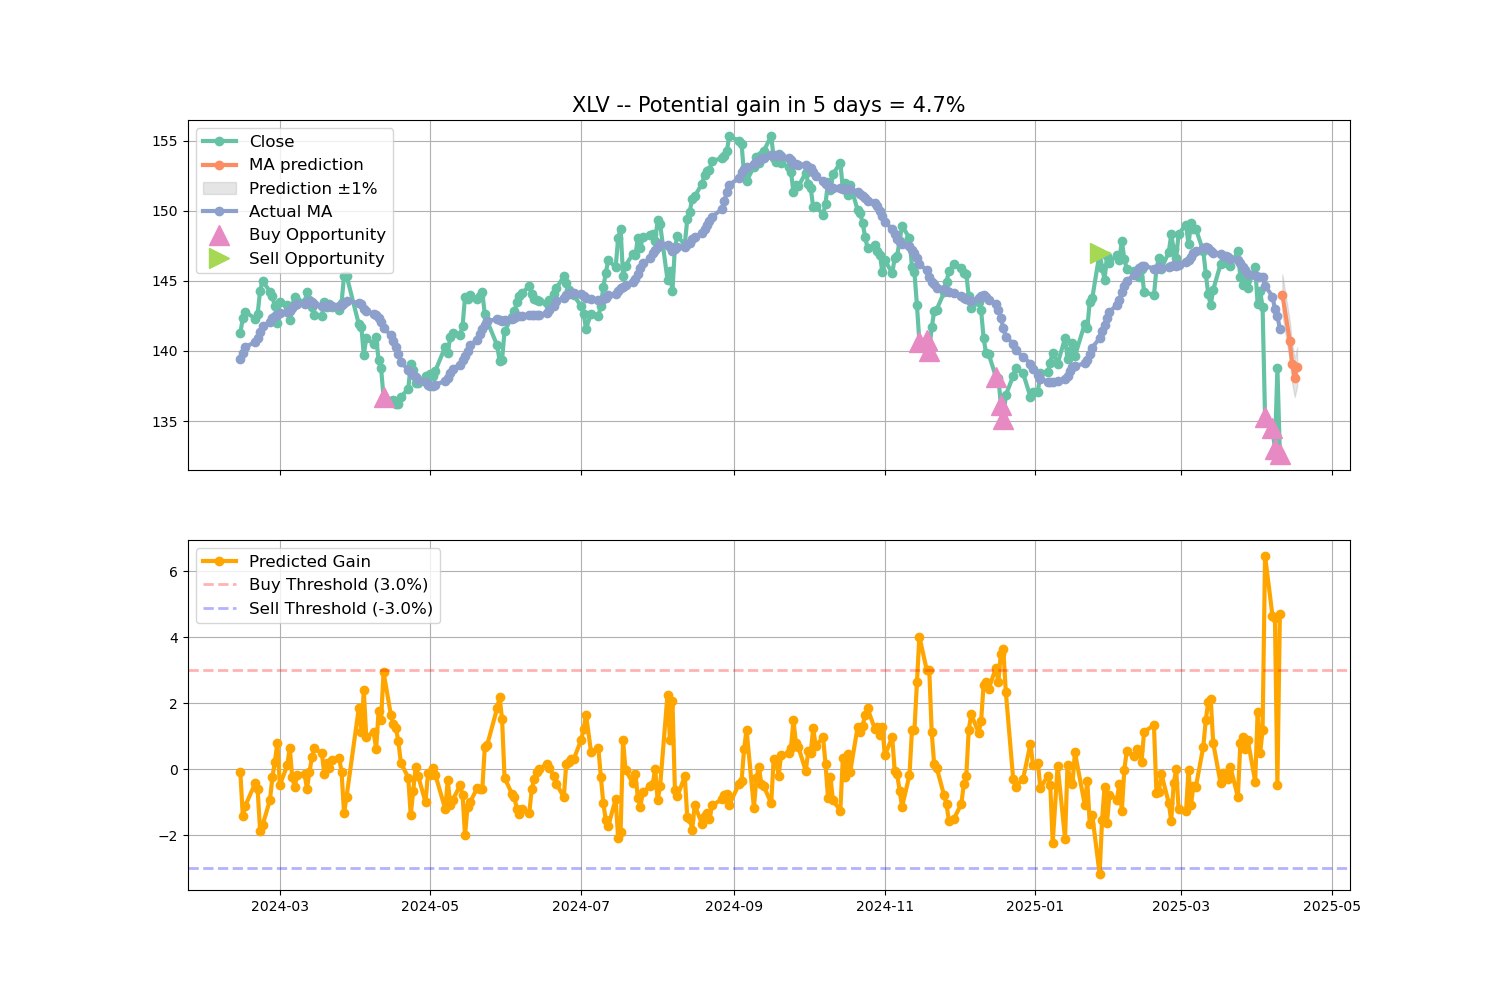 XLV -- Potential gain in 5 days = 4.7%
155
150
145
140
135
Close
MA prediction
Prediction ±1%
Actual MA
Buy Opportunity
Sell Opportunity
6
4
2
0
−2
Predicted Gain
Buy Threshold (3.0%)
Sell Threshold (-3.0%)
2024-03
2024-05
2024-07
2024-09
2024-11
2025-01
2025-03
2025-05